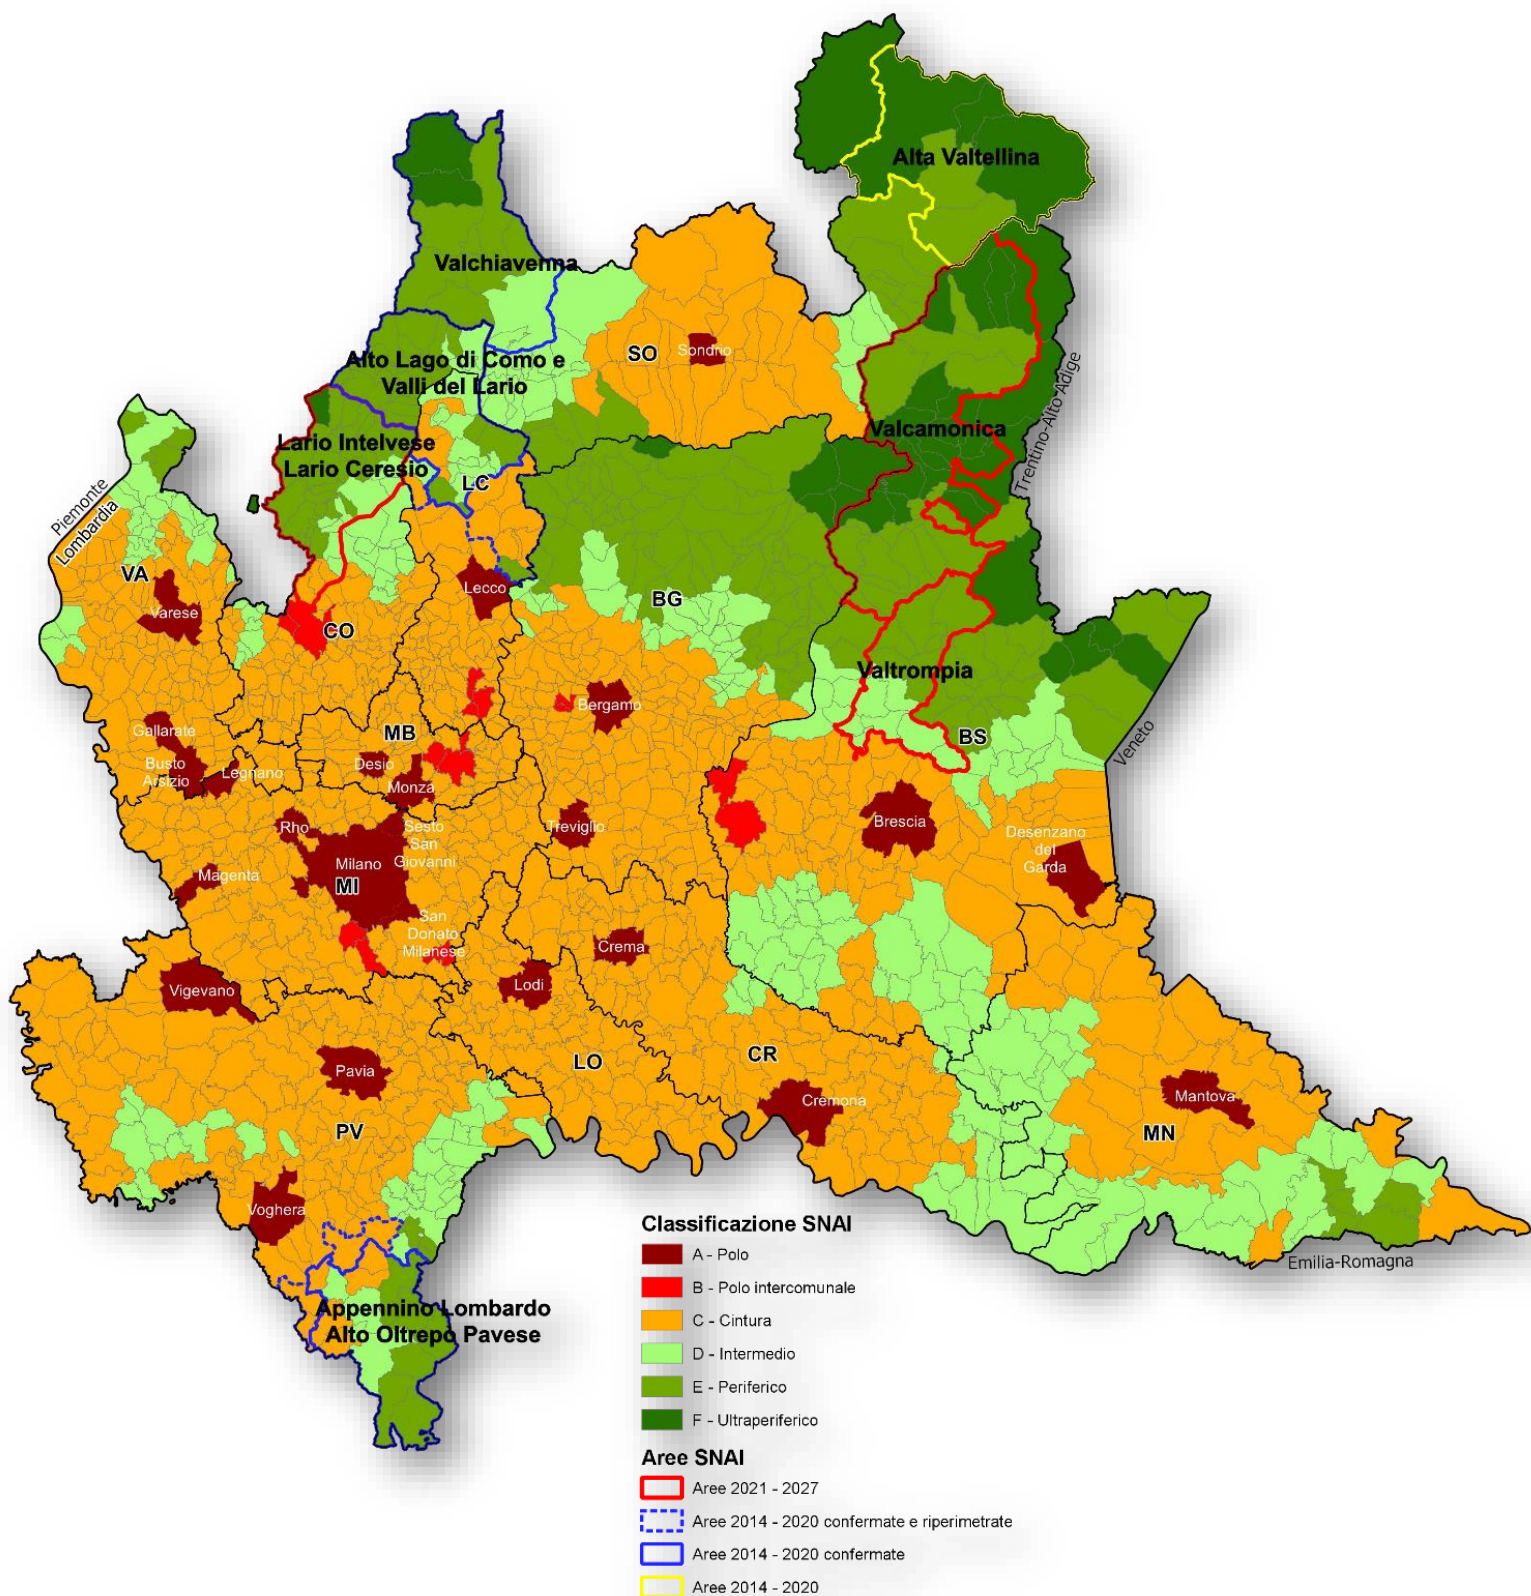 Alta Valtellina
Valchiavenna
SO
Sondrio
Alto Lago di Como e
Valli del Lario
Trentino-Alto Adige
Valcamonica
Lario Intelvese
Lario Ceresio
LC
Piemonte
Lombardia
VA
Varese
Lecco
BG
CO
Valtrompia
Bergamo
BS
Veneto
Gallarate
MB
Busto
Arsizio
Legnano
Desio
Monza
Rho
Sesto
San
Giovanni
Treviglio
Brescia
Desenzano
del
Garda
Milano
MI
Magenta
San
Donato
Milanese
Crema
Vigevano
Lodi
LO
CR
Pavia
Cremona
Mantova
PV
MN
Voghera
Emilia-Romagna
Appennino Lombardo
Alto Oltrepo Pavese
Classificazione SNAI
A - Polo
B - Polo intercomunale
C - Cintura
D - Intermedio
E - Periferico
F - Ultraperiferico
Aree SNAI
Aree 2021 - 2027
Aree 2014 - 2020 confermate e riperimetrate
Aree 2014 - 2020 confermate
Aree 2014 - 2020